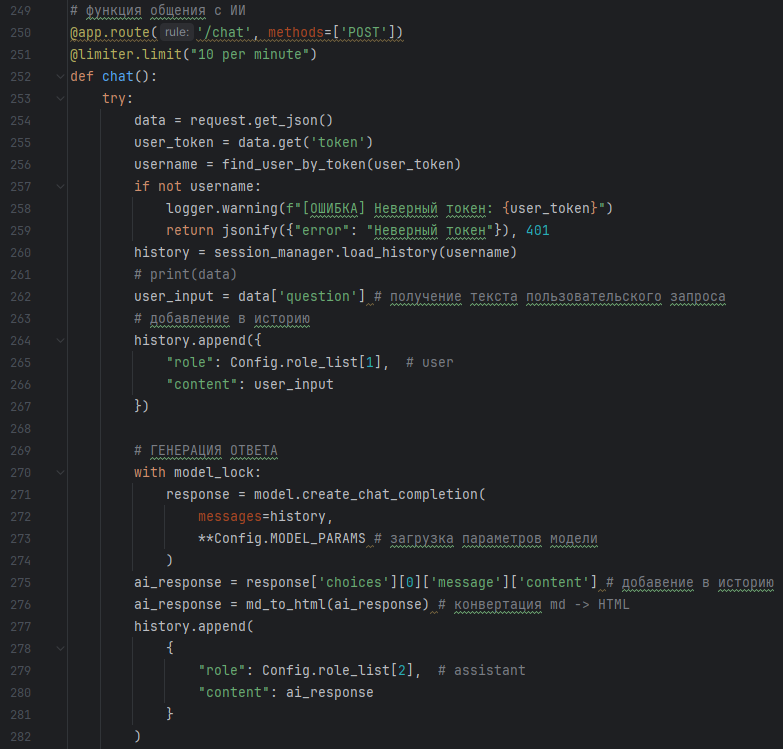 249 # функция общения с ИИ
250 @app.route( rule: '/chat', methods=['POST'])
251 @limiter.limit("10 per minute")
252 def chat():
253     try:
254         data = request.get_json()
255         user_token = data.get('token')
256         username = find_user_by_token(user_token)
257         if not username:
258             logger.warning(f"[ОШИБКА] Неверный токен: {user_token}")
259             return jsonify({"error": "Неверный токен"}), 401
260         history = session_manager.load_history(username)
261         # print(data)
262         user_input = data['question'] # получение текста пользовательского запроса
263         # добавление в историю
264         history.append({
265             "role": Config.role_list[1],  # user
266             "content": user_input
267         })
268
269         # ГЕНЕРАЦИЯ ОТВЕТА
270         with model_lock:
271             response = model.create_chat_completion(
272                 messages=history,
273                 **Config.MODEL_PARAMS # загрузка параметров модели
274             )
275         ai_response = response['choices'][0]['message']['content'] # добавение в историю
276         ai_response = md_to_html(ai_response) # конвертация md -> HTML
277         history.append(
278             {
279                 "role": Config.role_list[2],  # assistant
280                 "content": ai_response
281             }
282         )